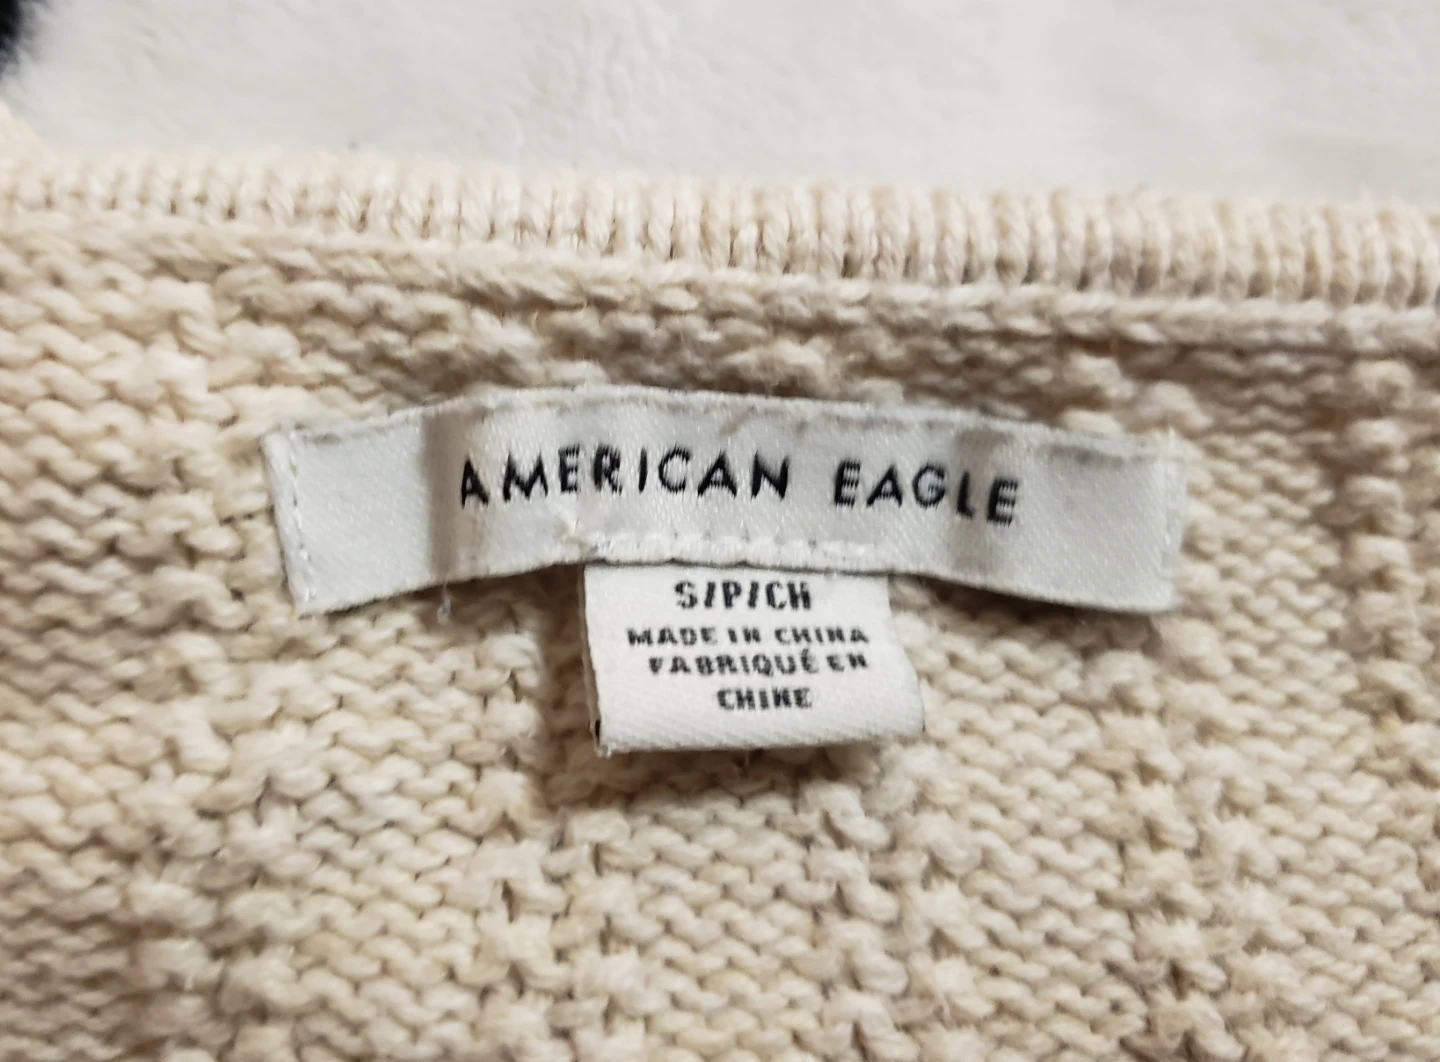 AMERICAN EAGLE
S/P/CH
MADE IN CHINA
FABRIQUÉ EN
CHINE